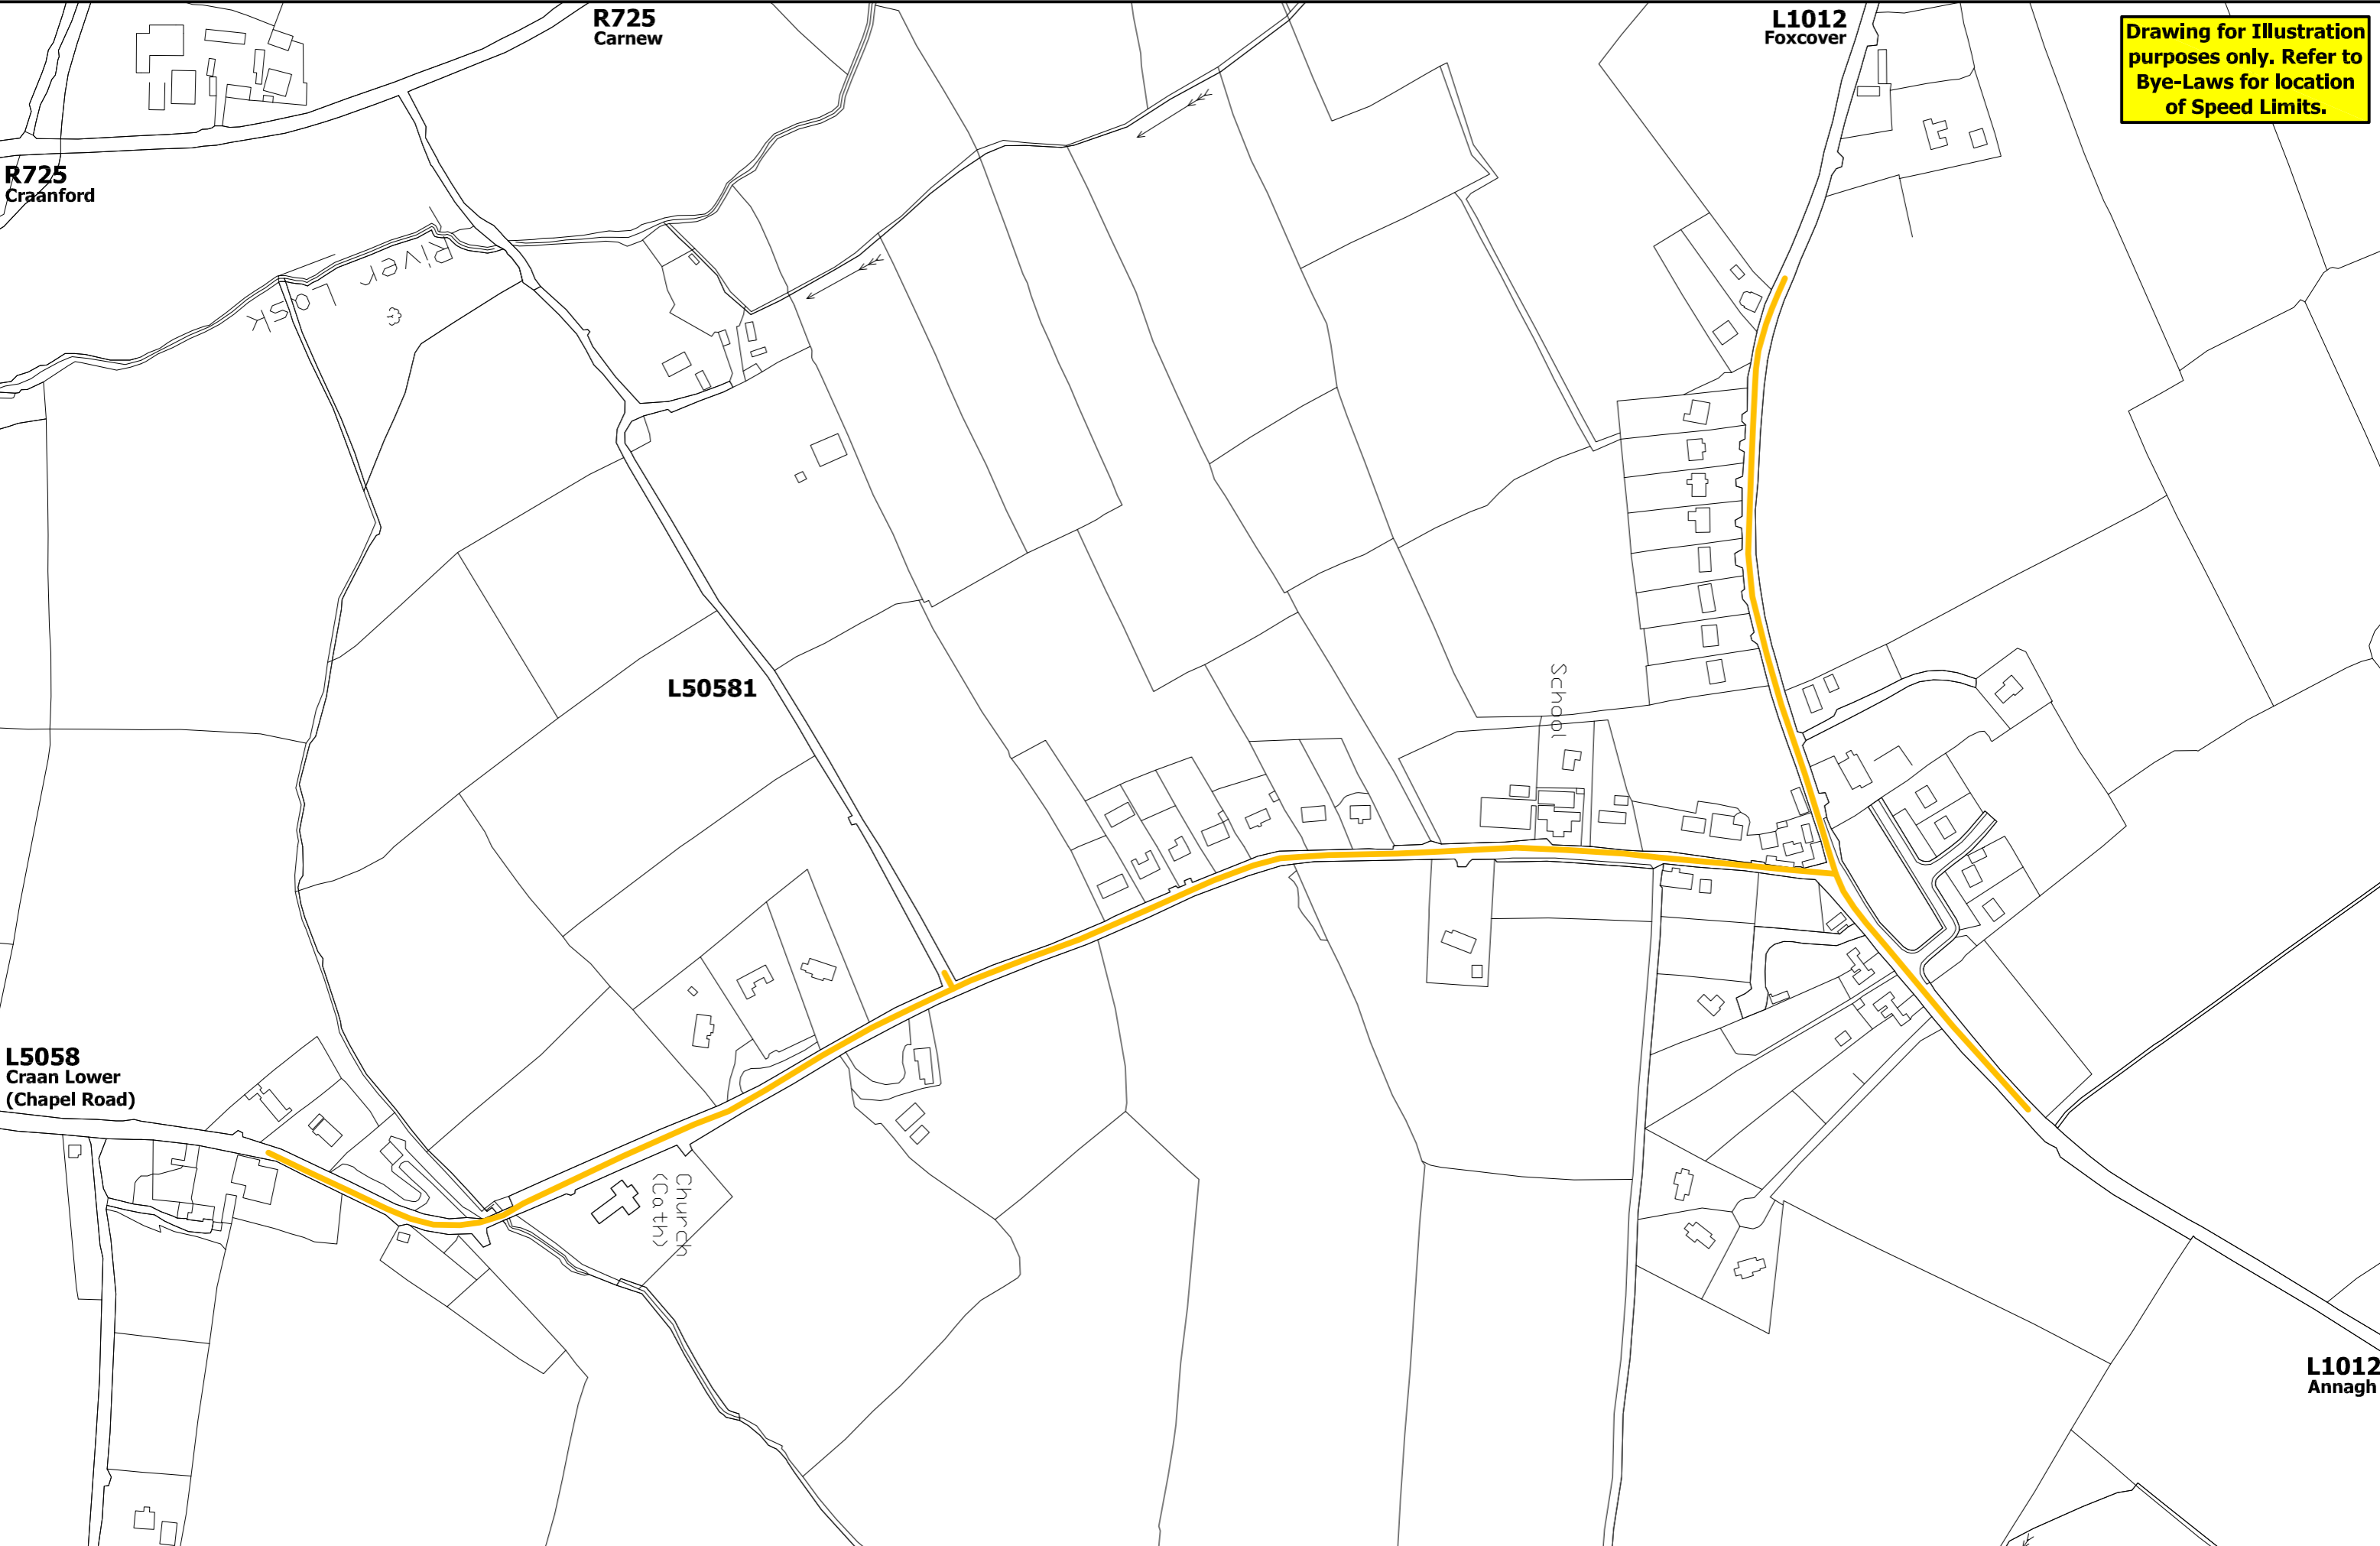 R725
Carnew
L1012
Foxcover
Drawing for Illustration
purposes only. Refer to
Bye-Laws for location
of Speed Limits.
R725
Craanford
Lask River
L50581
School
L5058
Craan Lower
(Chapel Road)
Church
(Cath)
L1012
Annagh